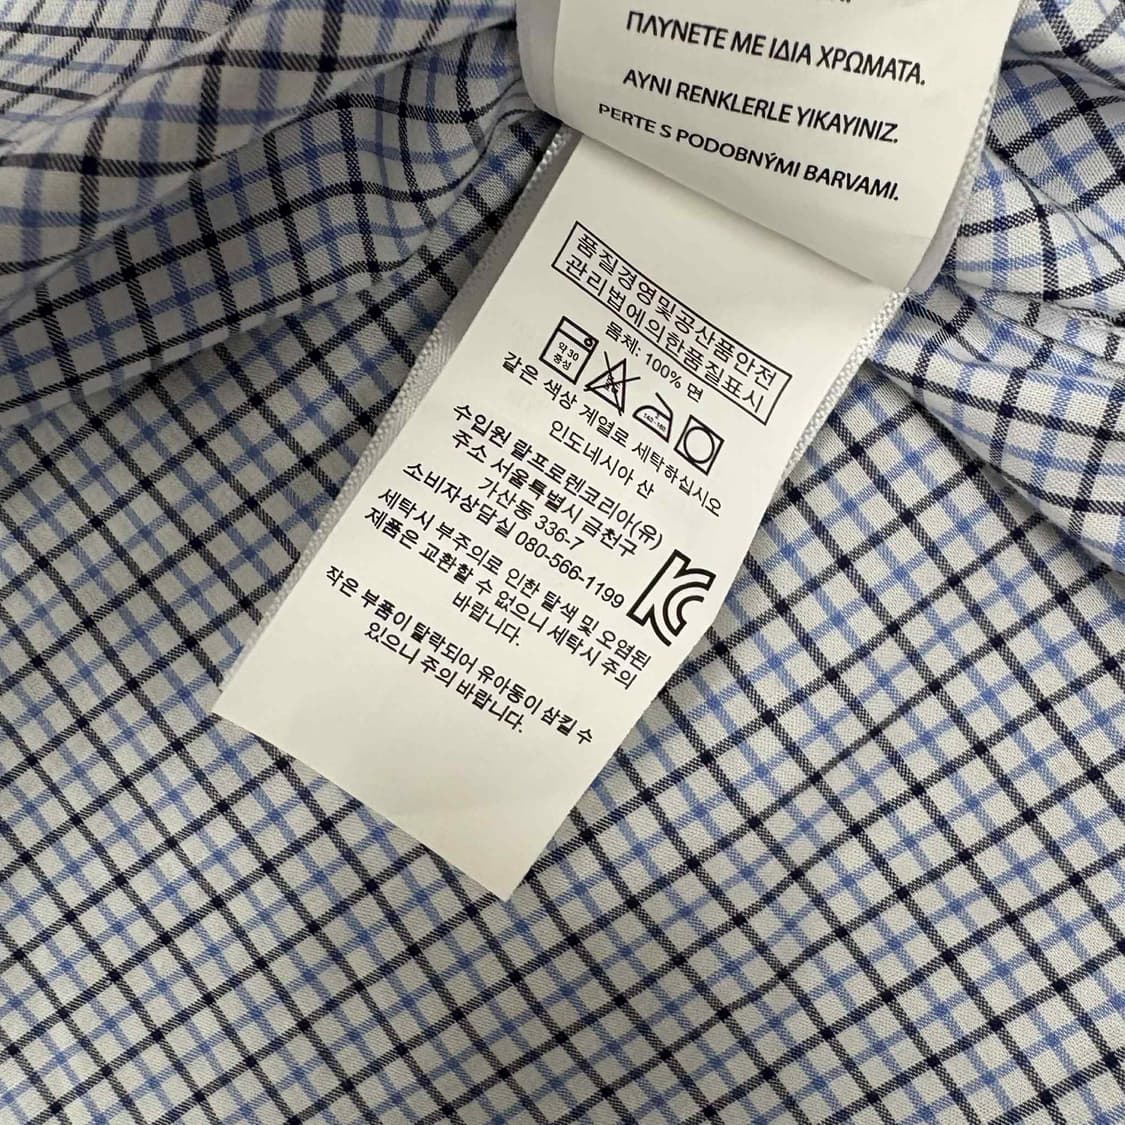 ΠΛΥΝΕΤΕ ΜΕ ΙΔΙΑ ΧΡΩΜΑΤΑ.
AYNI RENKLERLE YIKAYINIZ.
PERTE S PODOBNÝMI BARVAMI.
품질경영및공산품안전
관리법에의한품질표시
몸체: 100% 면
약 30
중성
140~160
같은 색상 계열로 세탁하십시오
인도네시아 산
수입원 랄프로렌코리아(유)
주소 서울특별시 금천구
가산동 336-7
소비자상담실 080-566-1199
세탁시 부주의로 인한 탈색 및 오염된
제품은 교환할 수 없으니 세탁시 주의
바랍니다.
작은 부품이 탈락되어 유아동이 삼킬 수
있으니 주의 바랍니다.